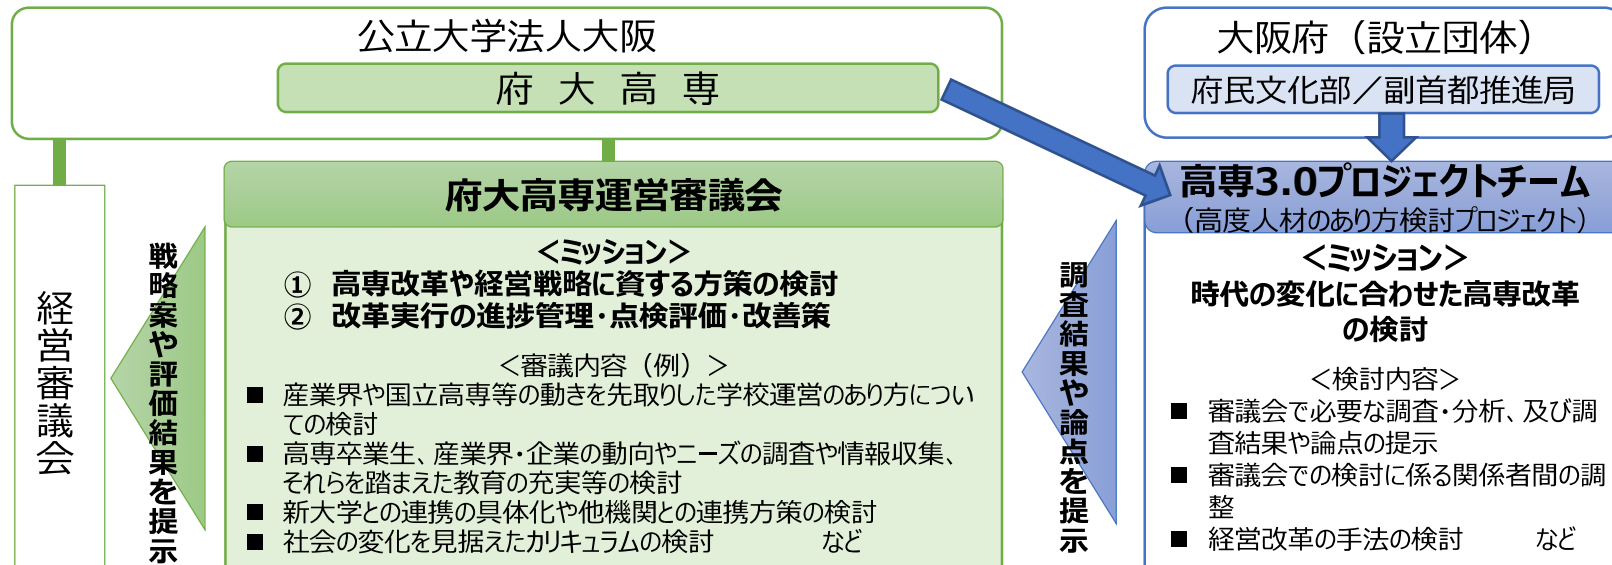 公立大学法人大阪
府 大 高 専
大阪府（設立団体）
府民文化部／副首都推進局
経営審議会
戦略案や評価結果を提示
府大高専運営審議会
＜ミッション＞
① 高専改革や経営戦略に資する方策の検討
② 改革実行の進捗管理・点検評価・改善策
＜審議内容（例）＞
■ 産業界や国立高専等の動きを先取りした学校運営のあり方につい
ての検討
■ 高専卒業生、産業界・企業の動向やニーズの調査や情報収集、
それらを踏まえた教育の充実等の検討
■ 新大学との連携の具体化や他機関との連携方策の検討
■ 社会の変化を見据えたカリキュラムの検討 など
調査結果や論点を提示
高専3.0プロジェクトチーム
（高度人材のあり方検討プロジェクト）
＜ミッション＞
時代の変化に合わせた高専改革
の検討
＜検討内容＞
■ 審議会で必要な調査・分析、及び調
査結果や論点の提示
■ 審議会での検討に係る関係者間の調
整
■ 経営改革の手法の検討 など